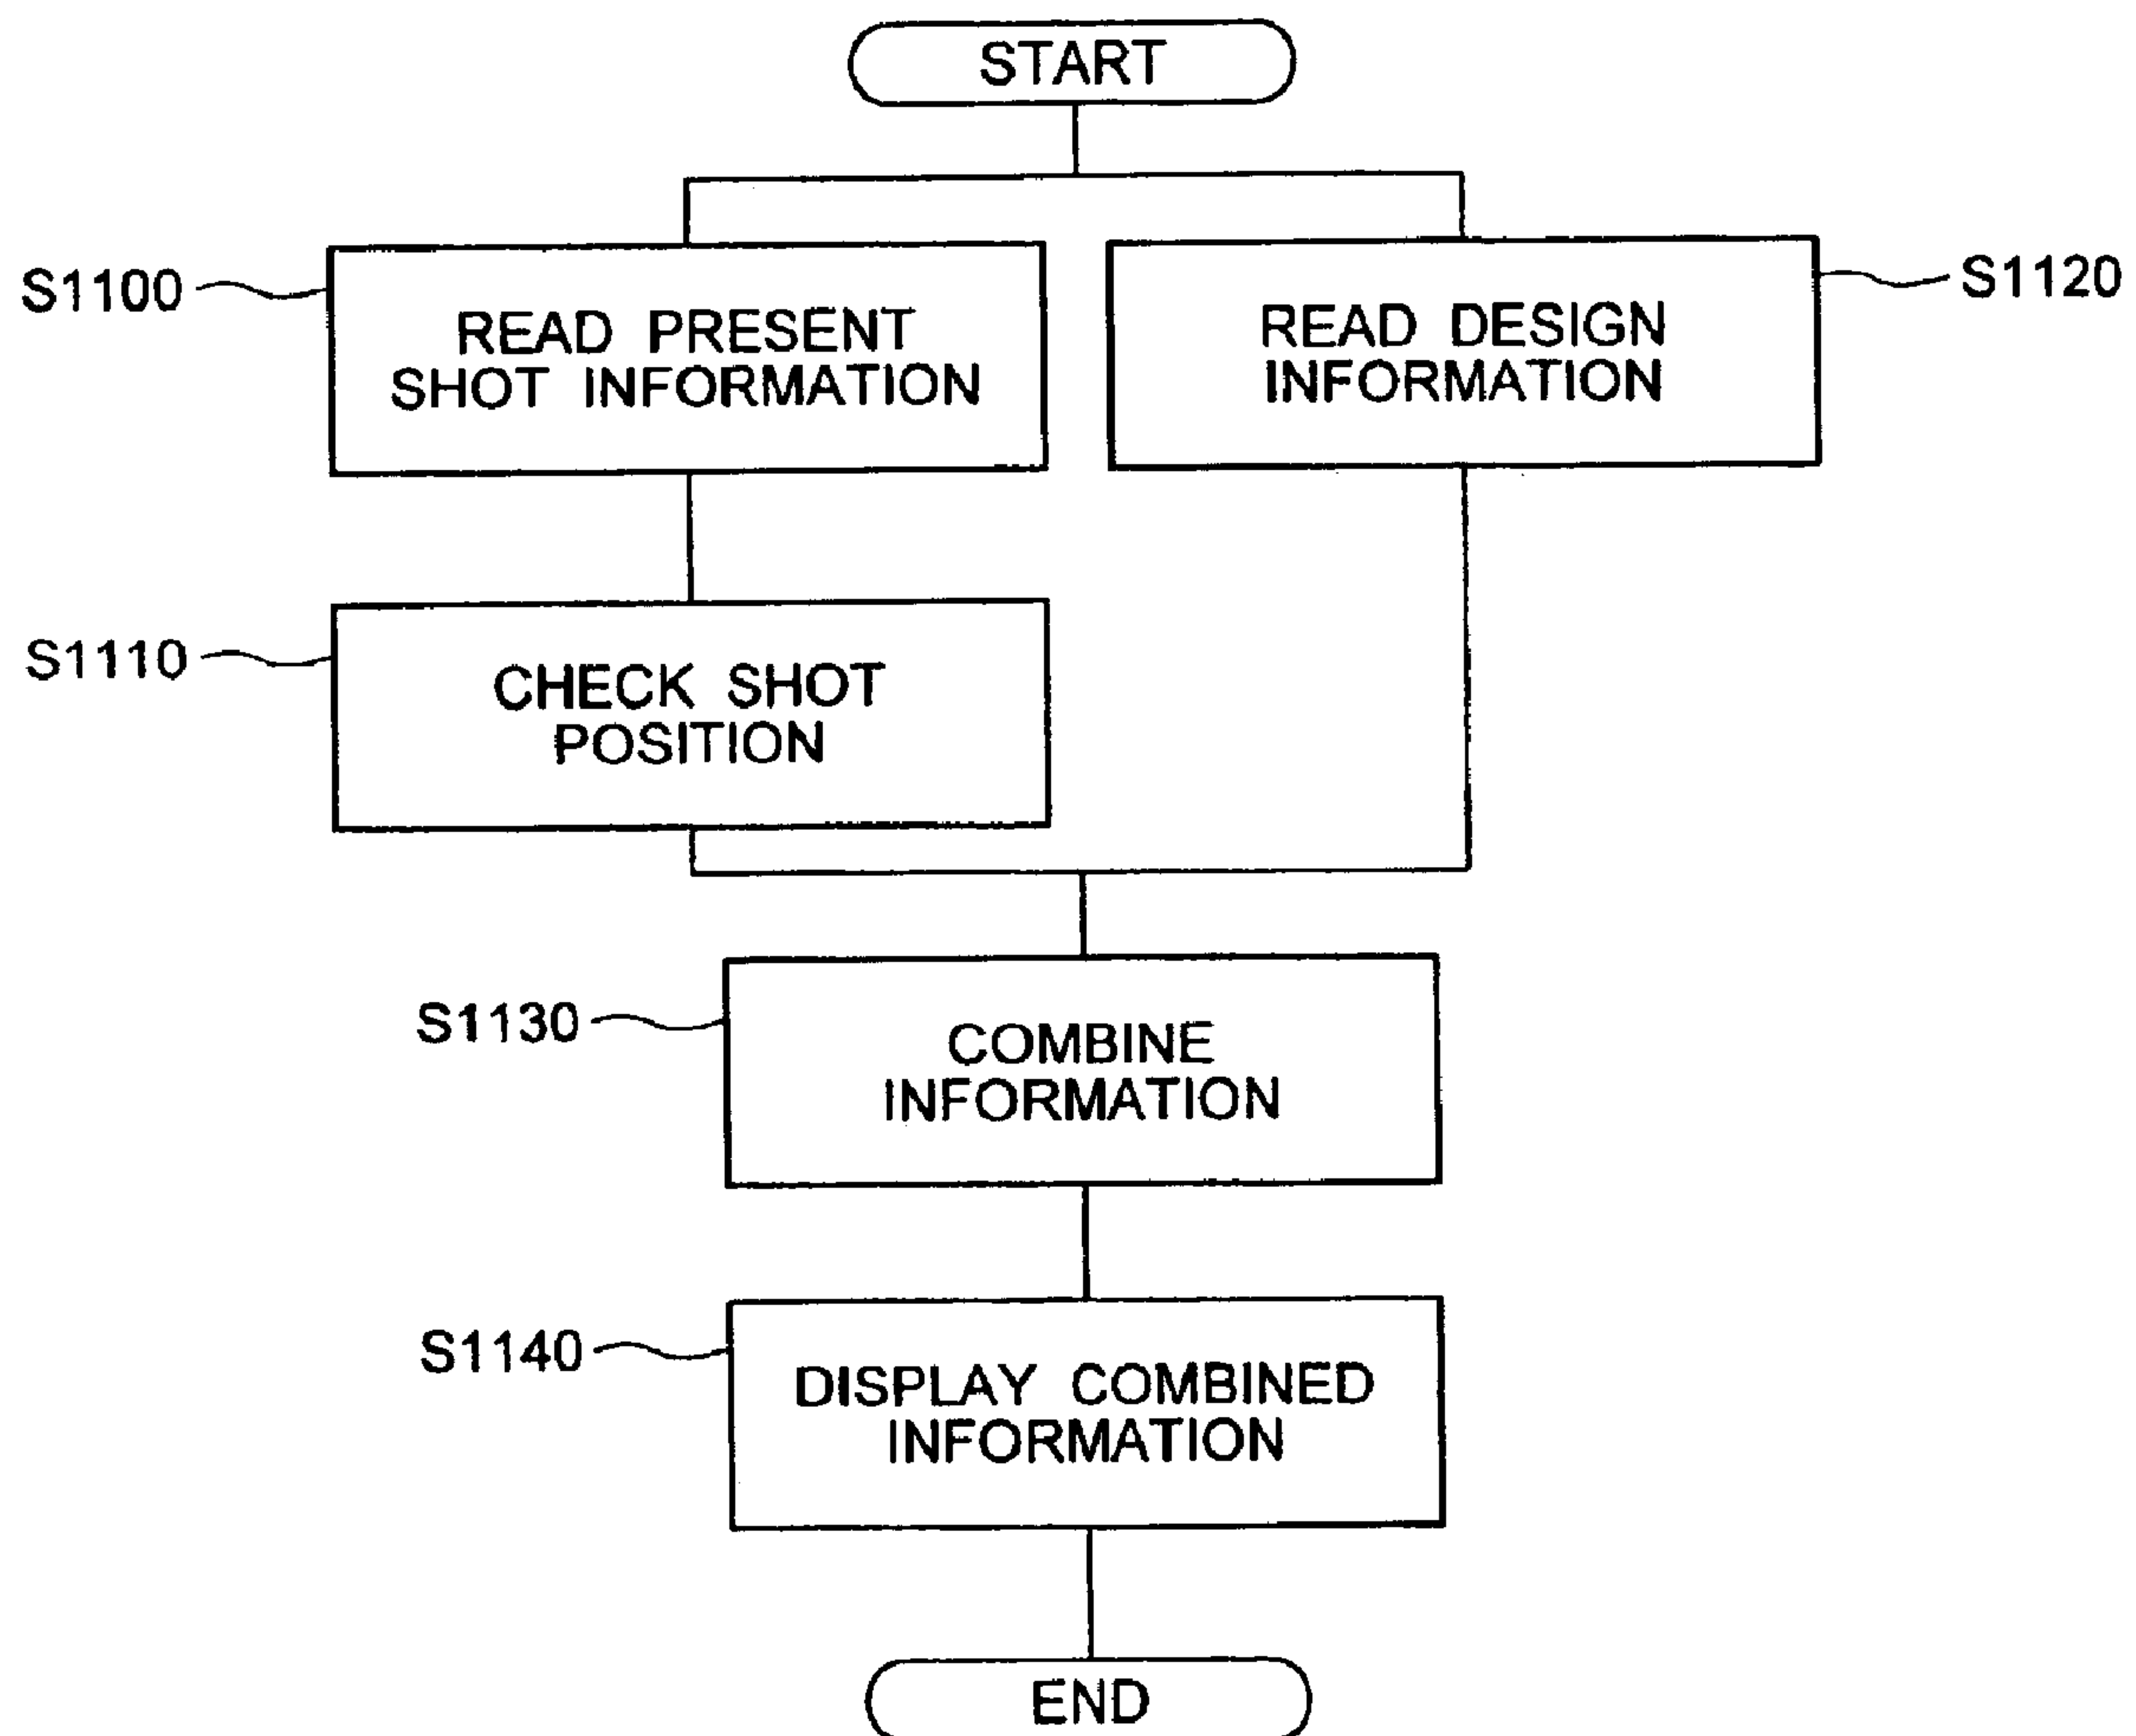 START
S1100
READ PRESENT
SHOT INFORMATION
READ DESIGN
INFORMATION
S1120
S1110
CHECK SHOT
POSITION
S1130
COMBINE
INFORMATION
S1140
DISPLAY COMBINED
INFORMATION
END